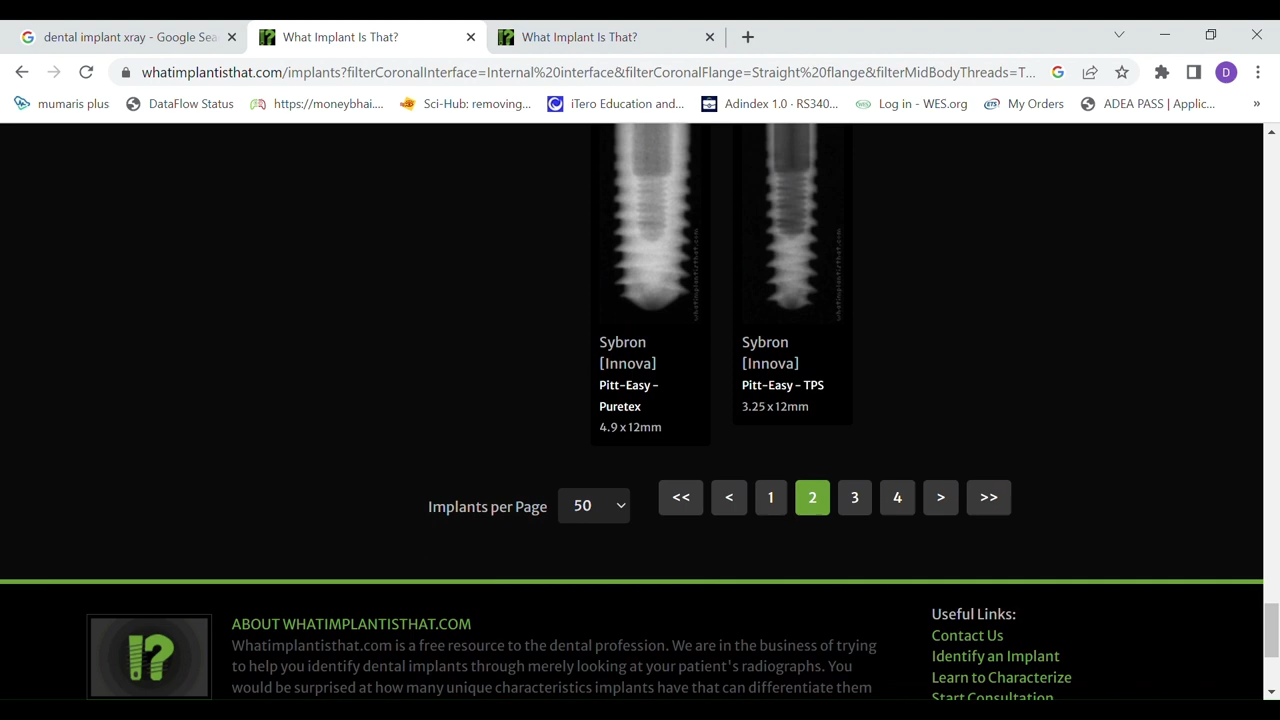 dental implant xray - Google Sea
What Implant Is That?
What Implant Is That?
whatimplantisthat.com/implants?filterCoronalInterface=Internal%20interface&filterCoronalFlange=Straight%20flange&filterMidBodyThreads=T...
D
mumaris plus
DataFlow Status
https://moneybhai....
Sci-Hub: removing...
iTero Education and...
Adindex 1.0 · RS340...
Log in - WES.org
My Orders
ADEA PASS | Applic...
»
whatimplantisthat.com
whatimplantisthat.com
Sybron
[Innova]
Pitt-Easy -
Puretex
4.9 x 12mm
Sybron
[Innova]
Pitt-Easy - TPS
3.25 x 12mm
Implants per Page 50 << < 1 2 3 4 > >>
!?
ABOUT WHATIMPLANTISTHAT.COM
Whatimplantisthat.com is a free resource to the dental profession. We are in the business of trying
to help you identify dental implants through merely looking at your patient's radiographs. You
would be surprised at how many unique characteristics implants have that can differentiate them
Useful Links:
Contact Us
Identify an Implant
Learn to Characterize
Start Consultation